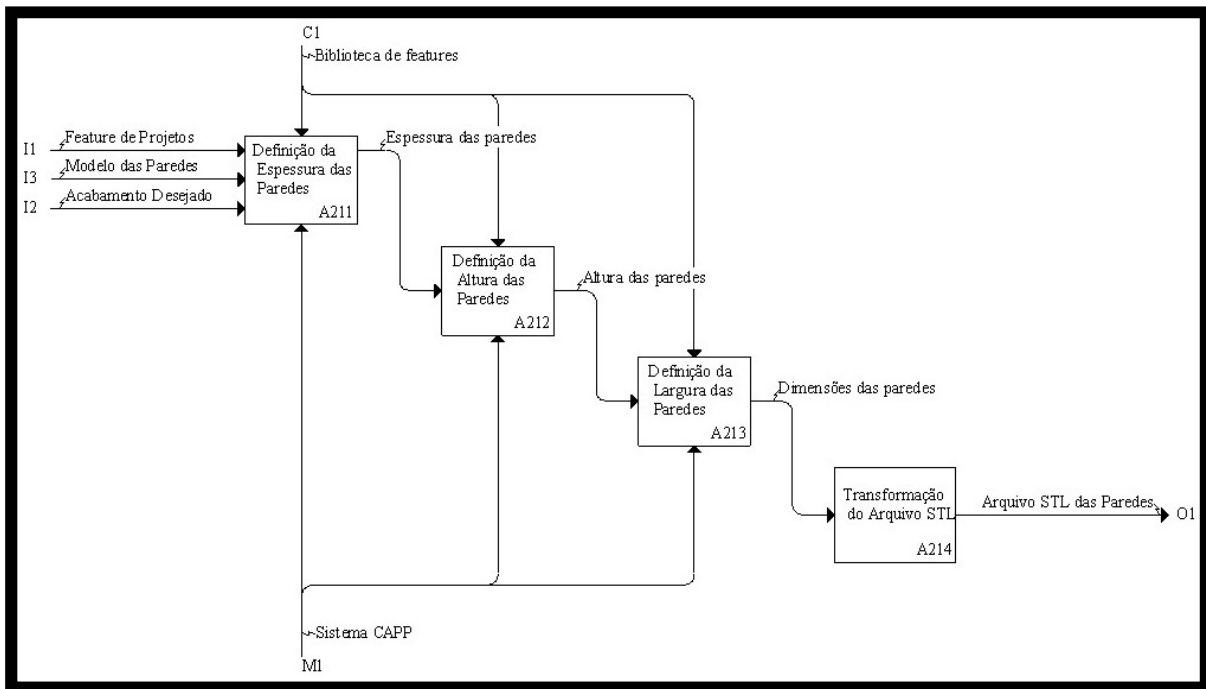 C1
Biblioteca de features
I1
Feature de Projetos
I3
Modelo das Paredes
I2
Acabamento Desejado
Definição da
Espessura das
Paredes
A211
Espessura das paredes
Definição da
Altura das
Paredes
A212
Altura das paredes
Definição da
Largura das
Paredes
A213
Dimensões das paredes
Transformação
do Arquivo STL
A214
Arquivo STL das Paredes
O1
Sistema CAPP
M1